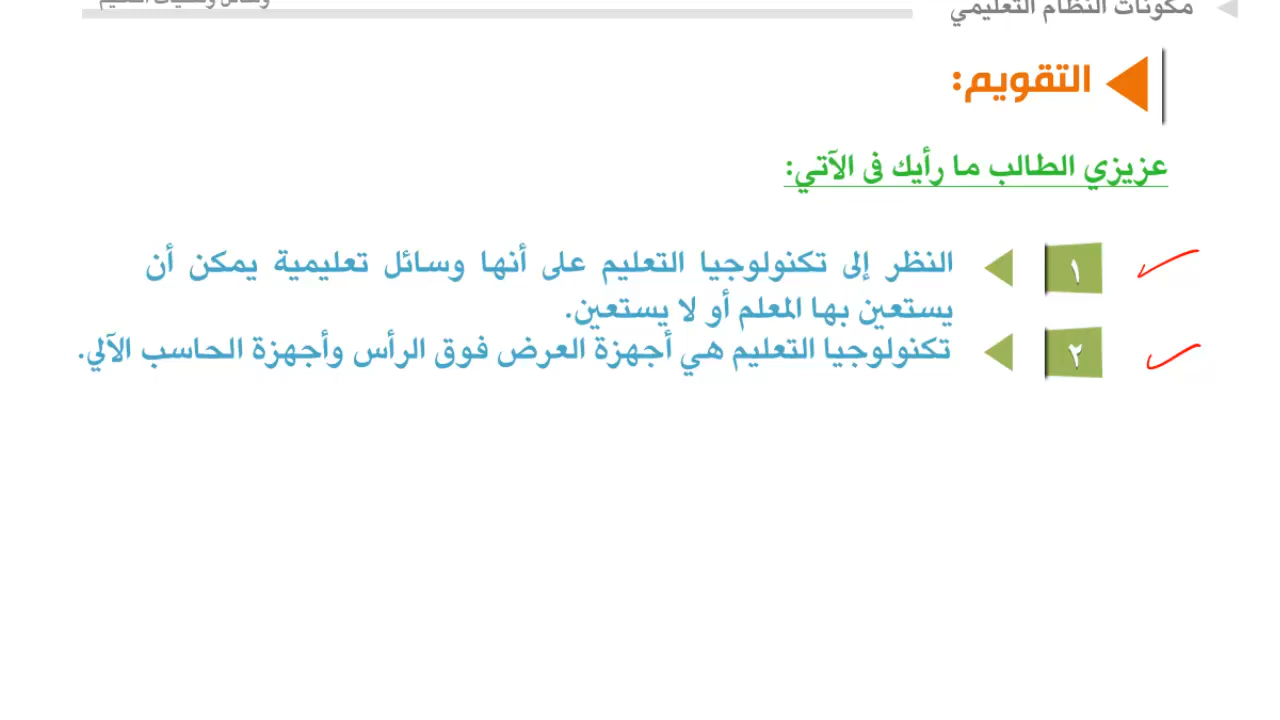 مكونات النظام التعليمي
التقويم:
عزيزي الطالب ما رأيك فى الآتي:
١ النظر إلى تكنولوجيا التعليم على أنها وسائل تعليمية يمكن أن
يستعين بها المعلم أو لا يستعين.
٢ تكنولوجيا التعليم هي أجهزة العرض فوق الرأس وأجهزة الحاسب الآلي.